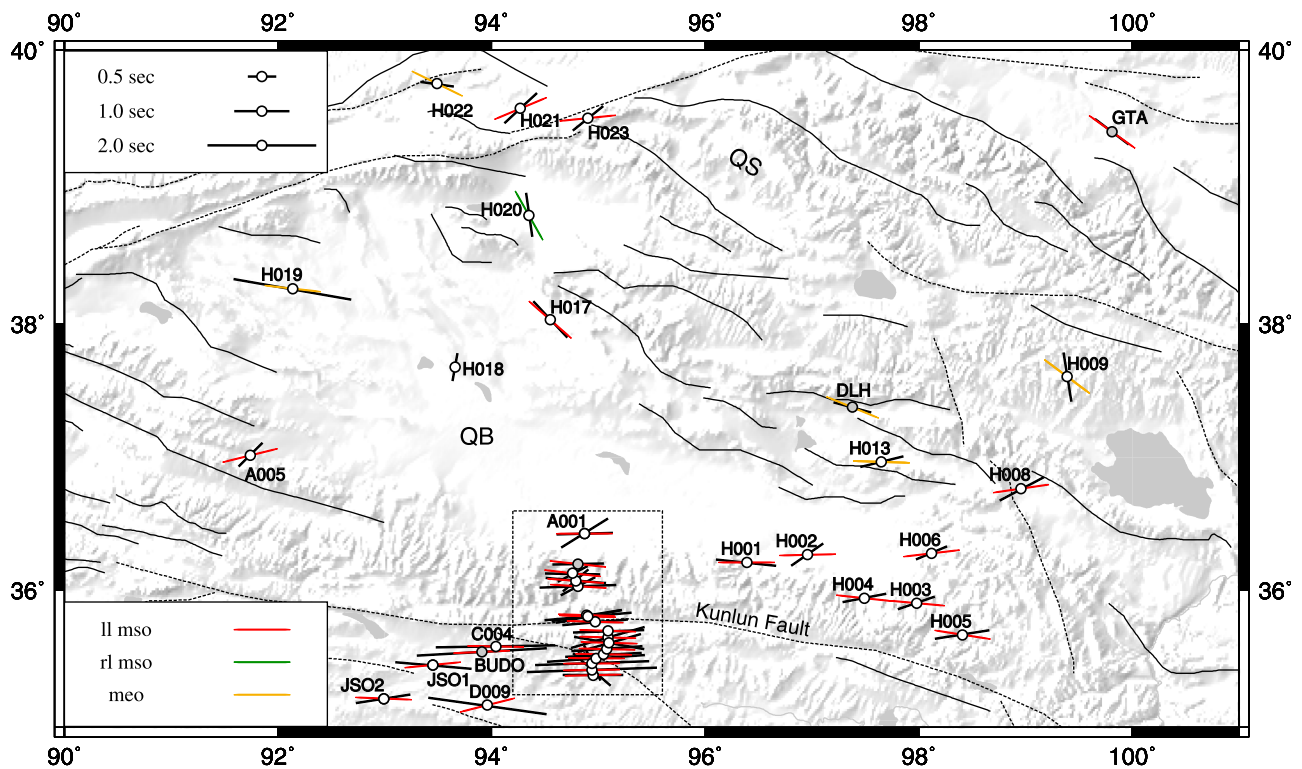 90° 92° 94° 96° 98° 100°
40° 40°
0.5 sec
1.0 sec
2.0 sec
H022
H021
H023
GTA
QS
H020
H019
H017
38° 38°
H018
H009
DLH
QB
H013
A005
H008
A001
H001
H002
H006
36° 36°
H004
H003
Kunlun Fault
H005
C004
BUDO
JSO1
JSO2
D009
ll mso
rl mso
meo
90° 92° 94° 96° 98° 100°